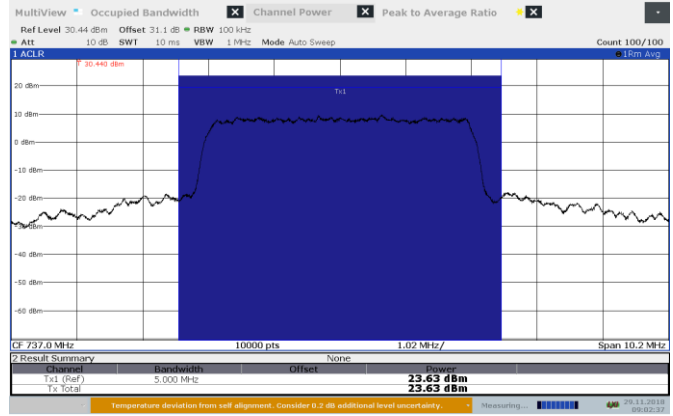 MultiView Occupied Bandwidth X Channel Power X Peak to Average Ratio X
Ref Level 30.44 dBm Offset 31.1 dB RBW 100 kHz
Att 10 dB SWT 10 ms VBW 1 MHz Mode Auto Sweep Count 100/100
1 ACLR 1Rm Avg
30.440 dBm
Tx1
20 dBm
10 dBm
0 dBm
-10 dBm
-20 dBm
-30 dBm
-40 dBm
-50 dBm
-60 dBm
CF 737.0 MHz 10000 pts 1.02 MHz/ Span 10.2 MHz
2 Result Summary None
Channel Bandwidth Offset Power
Tx1 (Ref) 5.000 MHz 23.63 dBm
Tx Total 23.63 dBm
Temperature deviation from self alignment. Consider 0.2 dB additional level uncertainty. Measuring... 29.11.2018
09:02:37